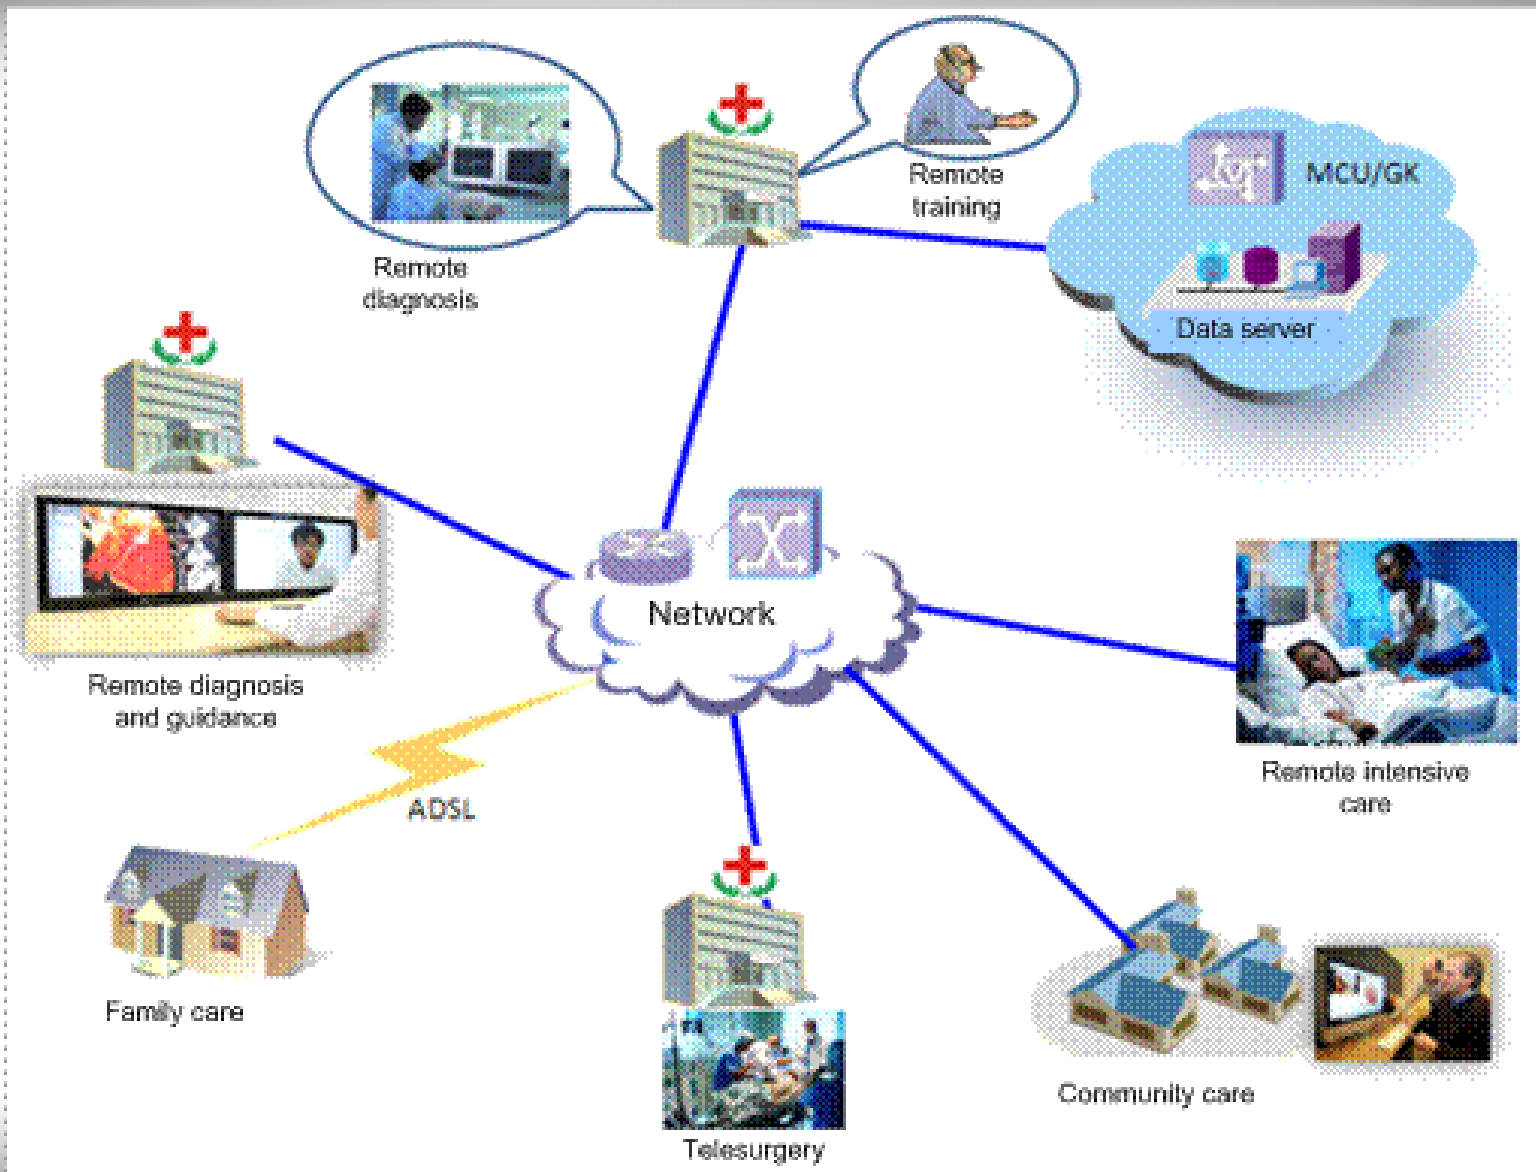 Remote
training
MCU/GK
Remote
diagnosis
Data server
Network
Remote diagnosis
and guidance
Remote intensive
care
ADSL
Family care
Community care
Telesurgery